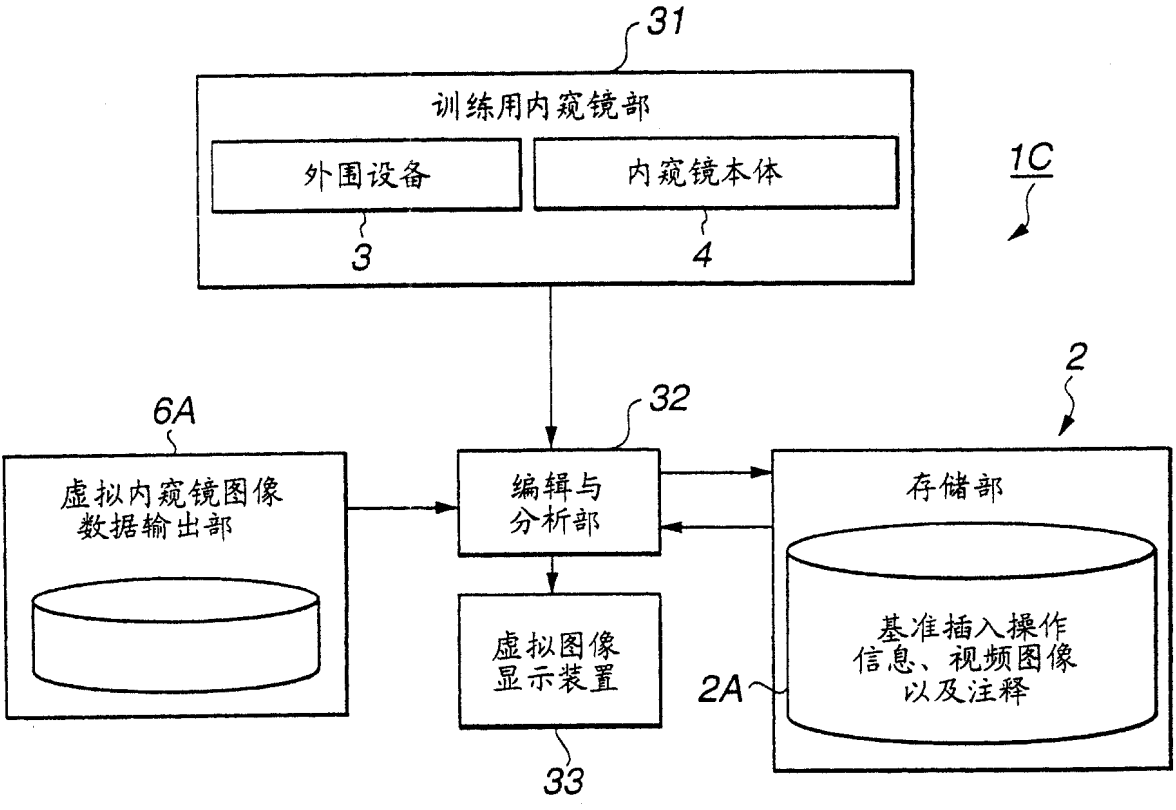 31
训练用内窥镜部
外围设备
内窥镜本体
3
4
1C
6A
虚拟内窥镜图像
数据输出部
32
编辑与
分析部
2
存储部
基准插入操作
信息、视频图像
以及注释
2A
虚拟图像
显示装置
33